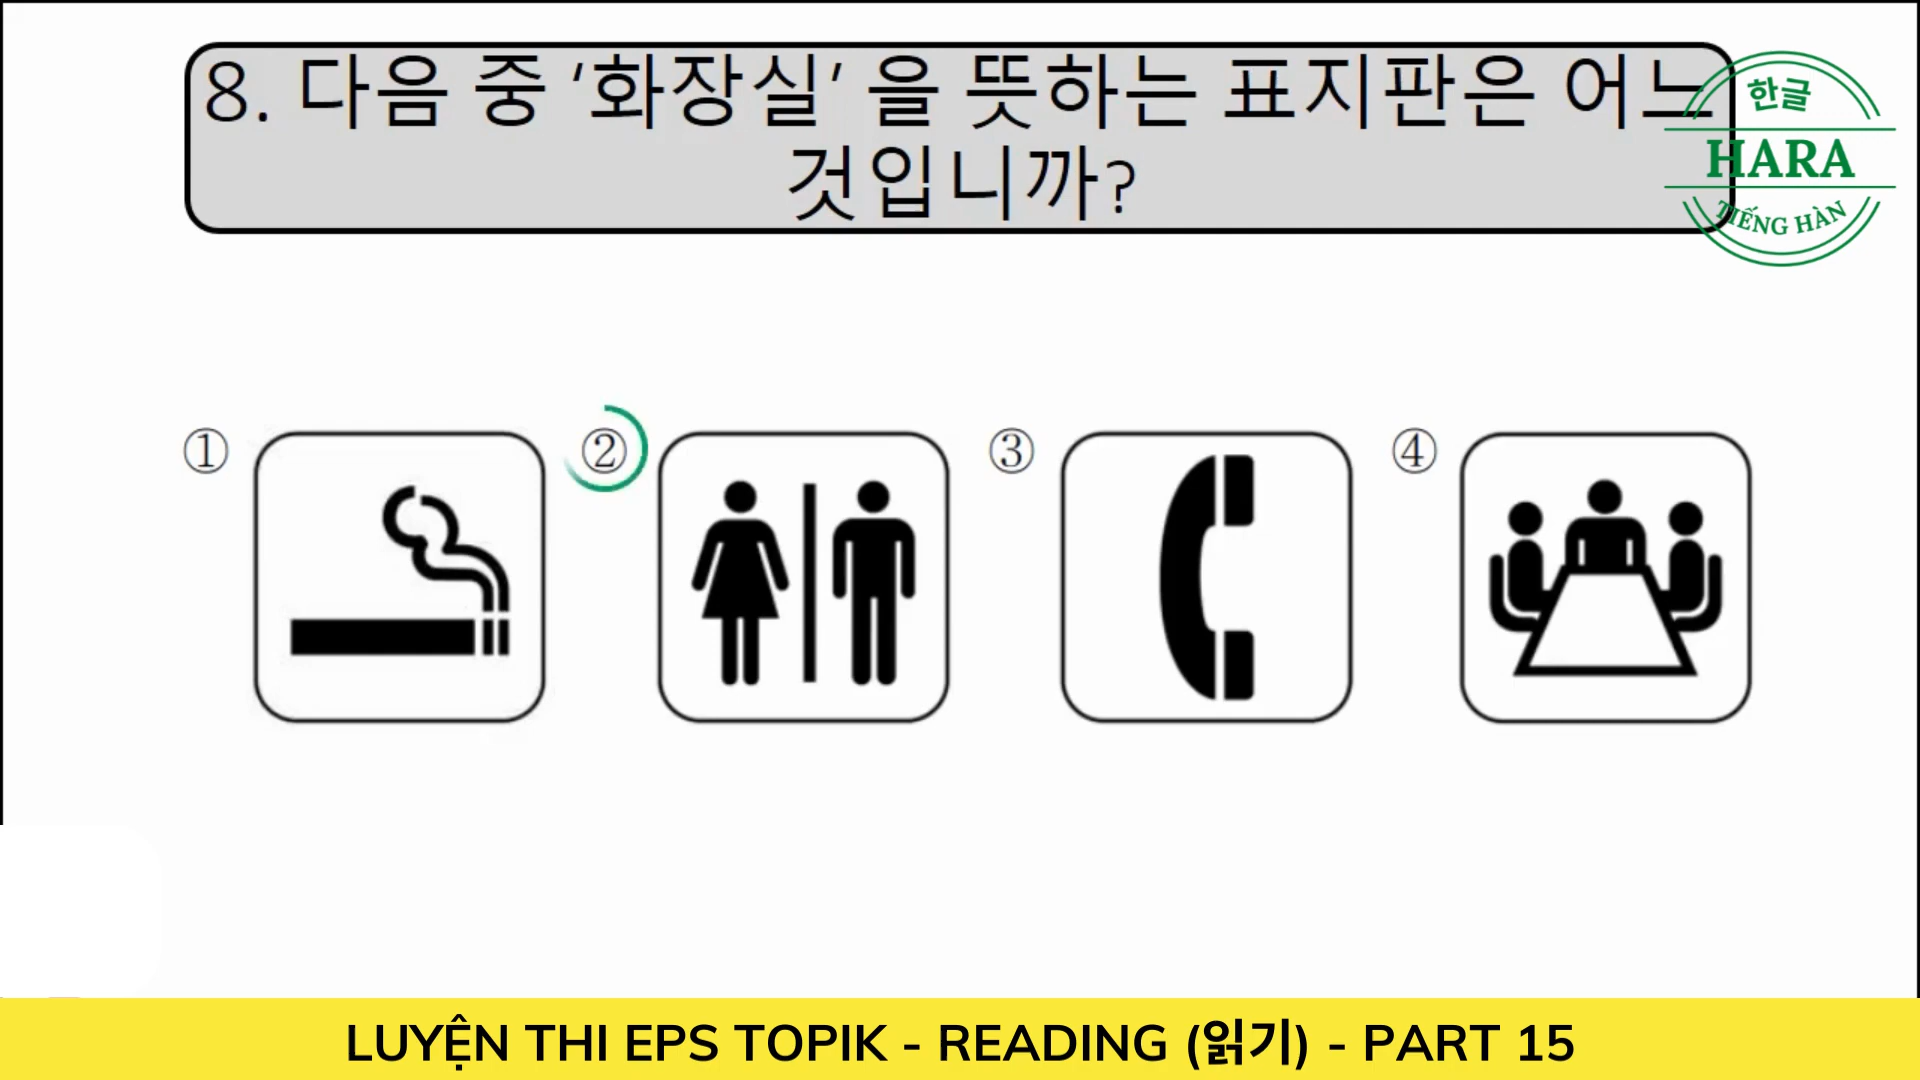 8. 다음 중 ‘화장실’ 을 뜻하는 표지판은 어느
것입니까?
한글
HARA
TIẾNG HÀN
① ② ③ ④
LUYỆN THI EPS TOPIK - READING (읽기) - PART 15